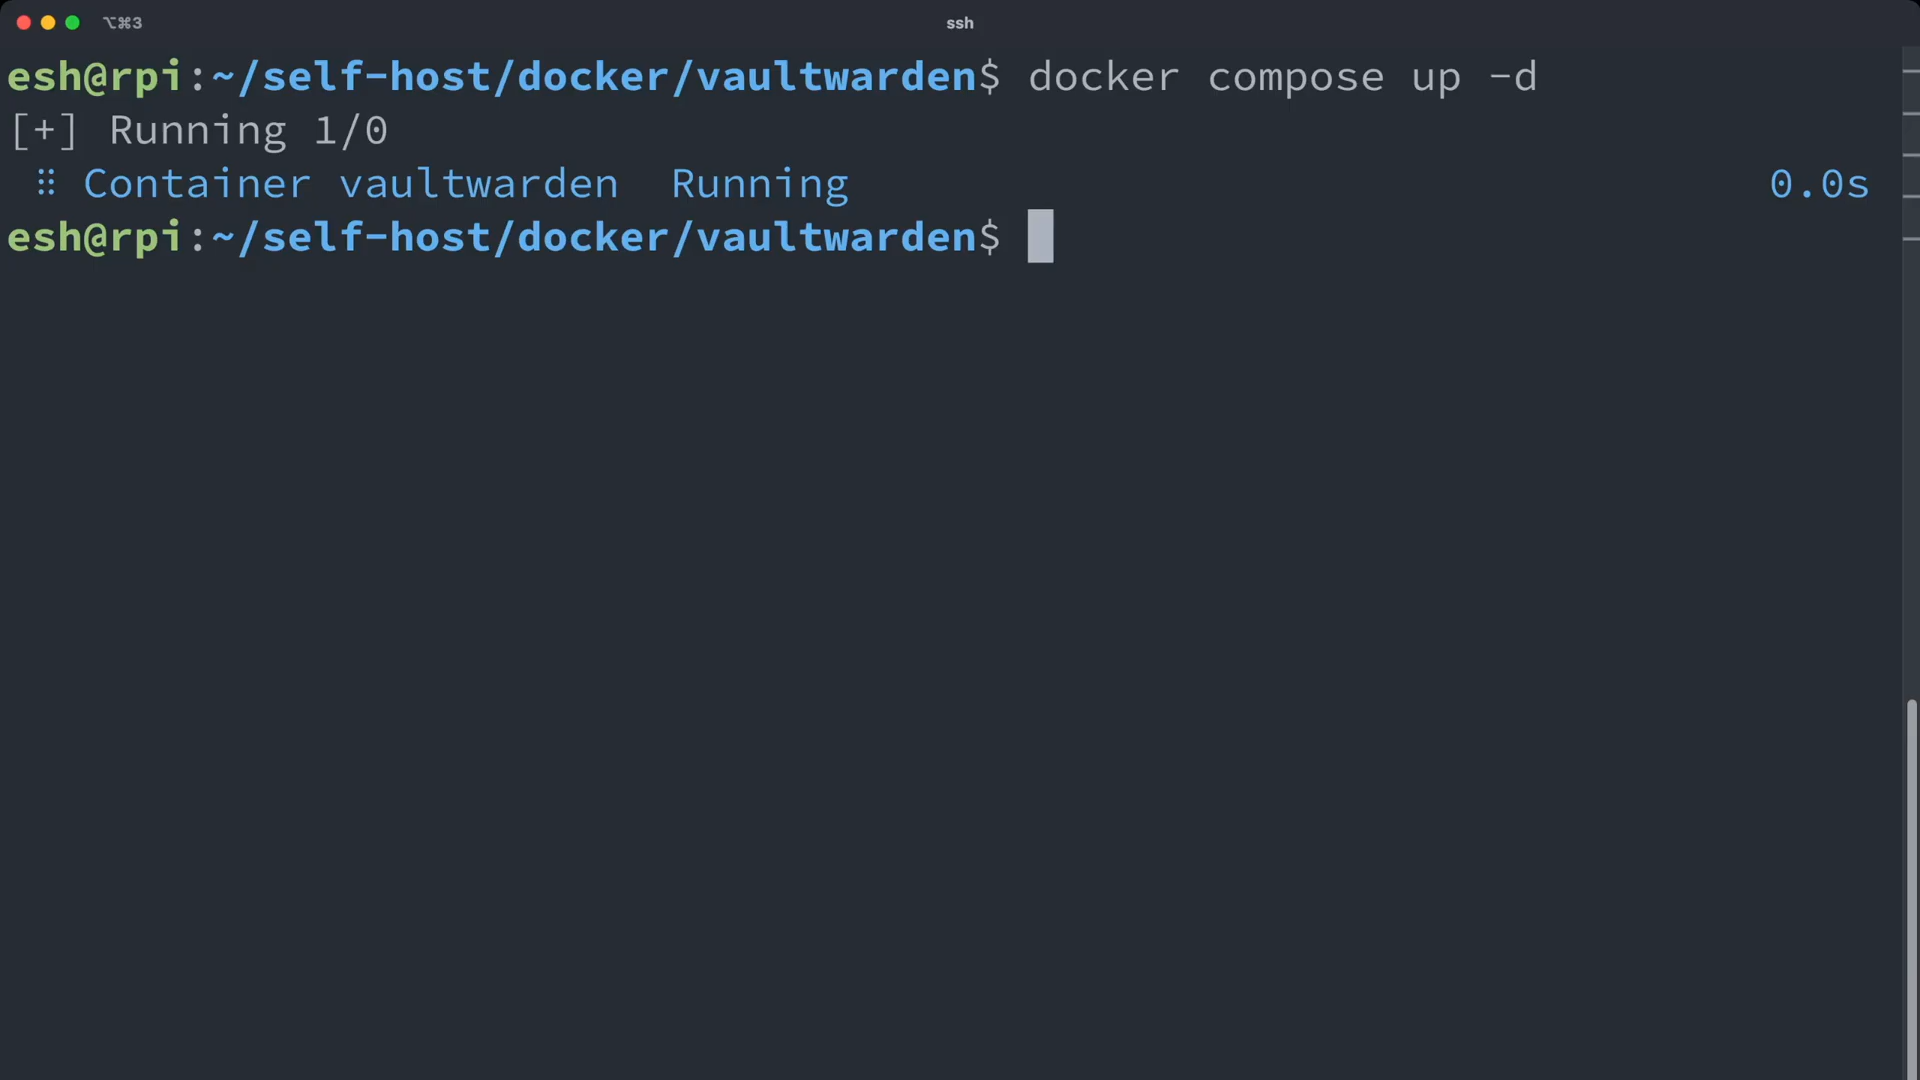 ⌥⌘3
ssh
esh@rpi:~/self-host/docker/vaultwarden$ docker compose up -d
[+] Running 1/0
⠿ Container vaultwarden  Running 0.0s
esh@rpi:~/self-host/docker/vaultwarden$